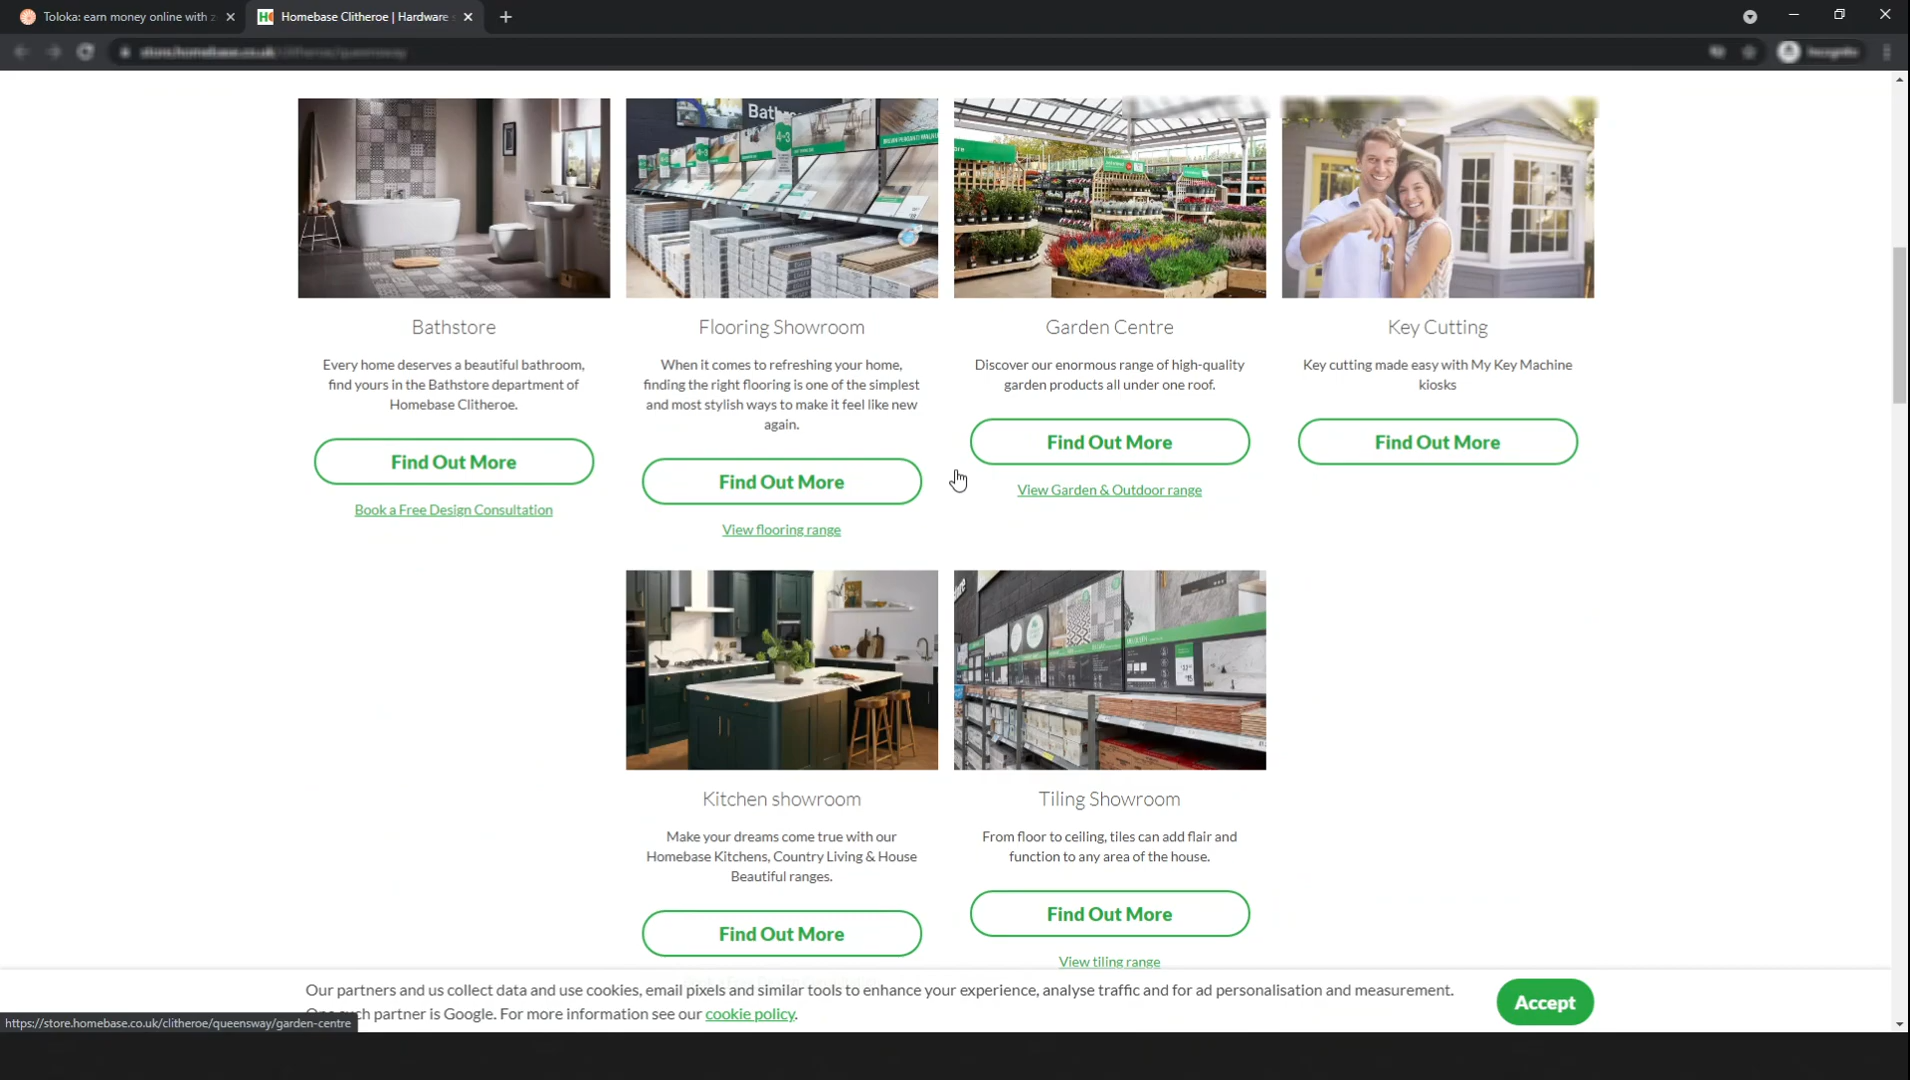 Toloka: earn money online with
Homebase Clitheroe | Hardware
Bathstore
Flooring Showroom
Garden Centre
Key Cutting
Every home deserves a beautiful bathroom,
find yours in the Bathstore department of
Homebase Clitheroe.
When it comes to refreshing your home,
finding the right flooring is one of the simplest
and most stylish ways to make it feel like new
again.
Discover our enormous range of high-quality
garden products all under one roof.
Key cutting made easy with My Key Machine
kiosks
Find Out More
Find Out More
Find Out More
Find Out More
Book a Free Design Consultation
View flooring range
View Garden & Outdoor range
Kitchen showroom
Tiling Showroom
Make your dreams come true with our
Homebase Kitchens, Country Living & House
Beautiful ranges.
From floor to ceiling, tiles can add flair and
function to any area of the house.
Find Out More
Find Out More
View tiling range
Our partners and us collect data and use cookies, email pixels and similar tools to enhance your experience, analyse traffic and for ad personalisation and measurement.
such partner is Google. For more information see our cookie policy.
Accept
https://store.homebase.co.uk/clitheroe/queensway/garden-centre